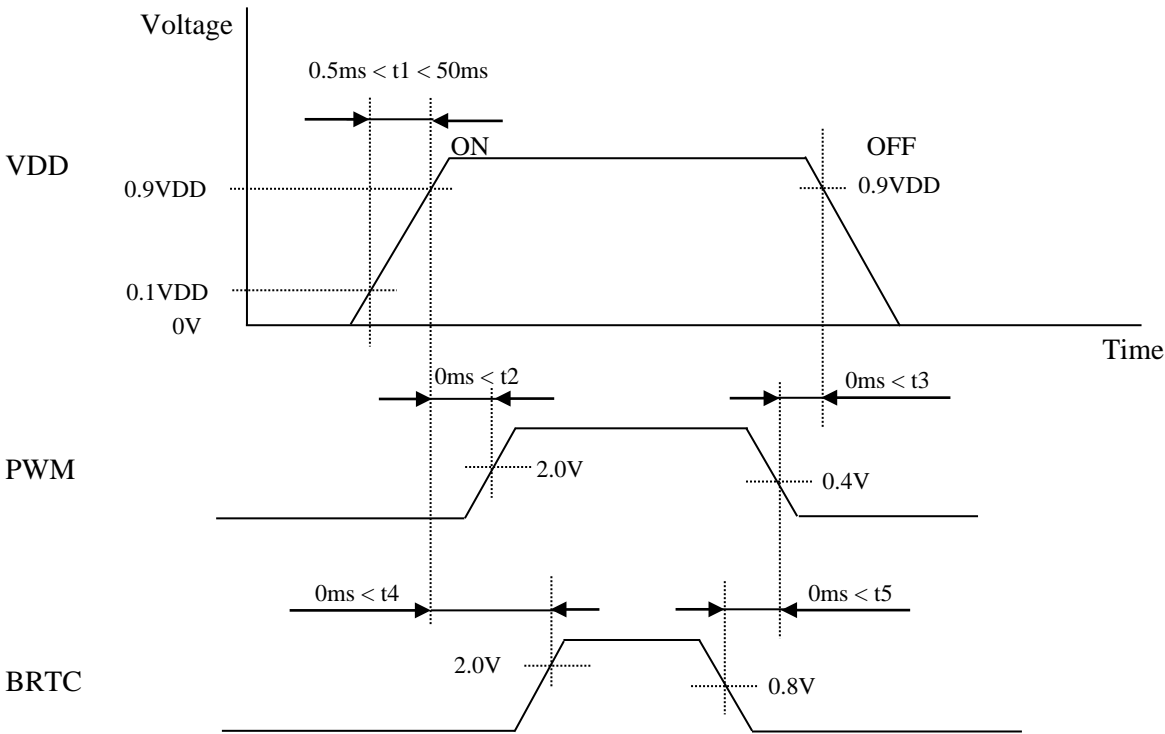 Voltage
0.5ms < t1 < 50ms
ON
OFF
VDD
0.9VDD
0.9VDD
0.1VDD
0V
Time
0ms < t2
0ms < t3
PWM
2.0V
0.4V
0ms < t4
0ms < t5
BRTC
2.0V
0.8V